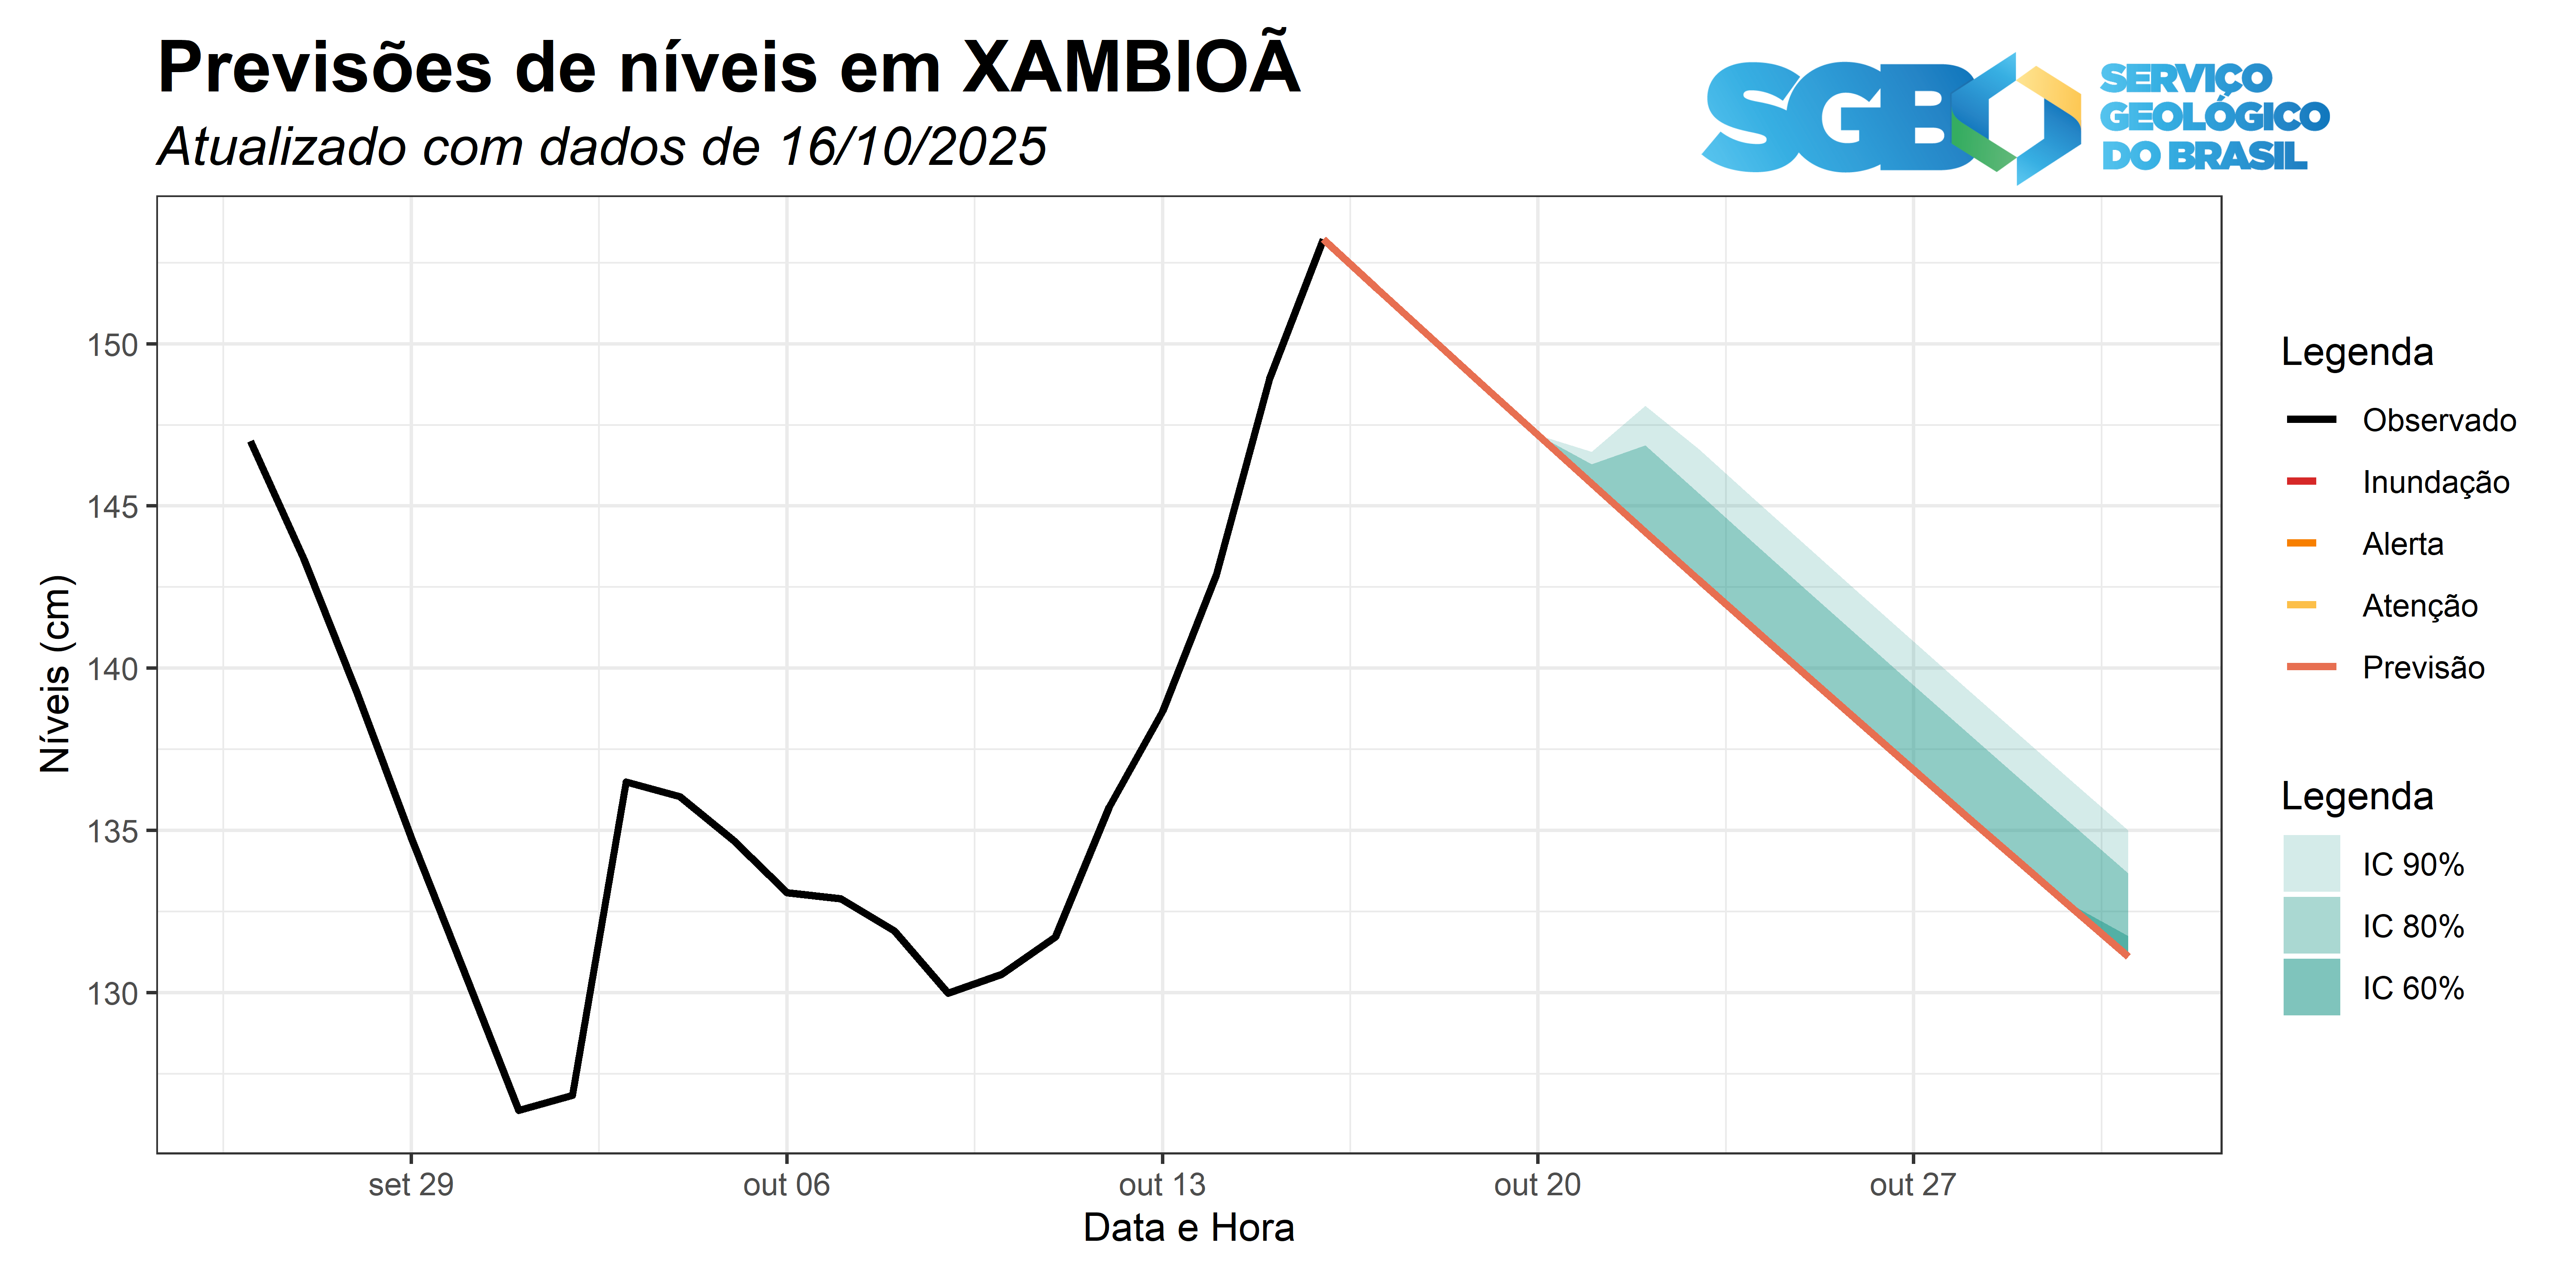 Previsões de níveis em XAMBIOÃ
Atualizado com dados de 16/10/2025
SGB
SERVIÇO
GEOLÓGICO
DO BRASIL
Níveis (cm)
150
145
140
135
130
set 29
out 06
out 13
out 20
out 27
Data e Hora
Legenda
Observado
Inundação
Alerta
Atenção
Previsão
Legenda
IC 90%
IC 80%
IC 60%